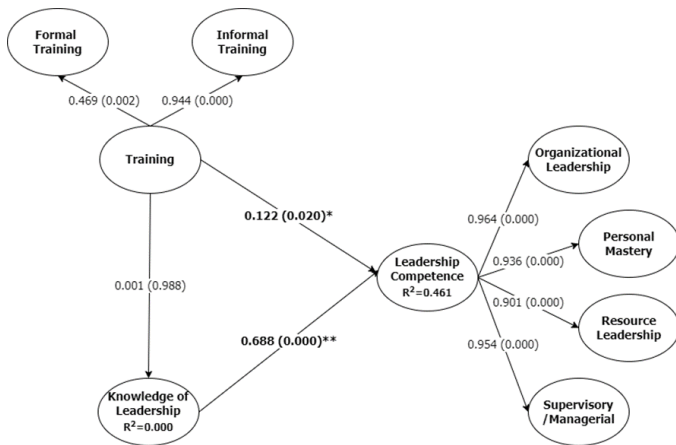 Formal
Training
Informal
Training
0.469 (0.002)
0.944 (0.000)
Training
Organizational
Leadership
0.122 (0.020)*
0.964 (0.000)
Personal
Mastery
0.936 (0.000)
Leadership
Competence
R²=0.461
0.001 (0.988)
0.901 (0.000)
Resource
Leadership
0.688 (0.000)**
0.954 (0.000)
Knowledge of
Leadership
R²=0.000
Supervisory
/Managerial